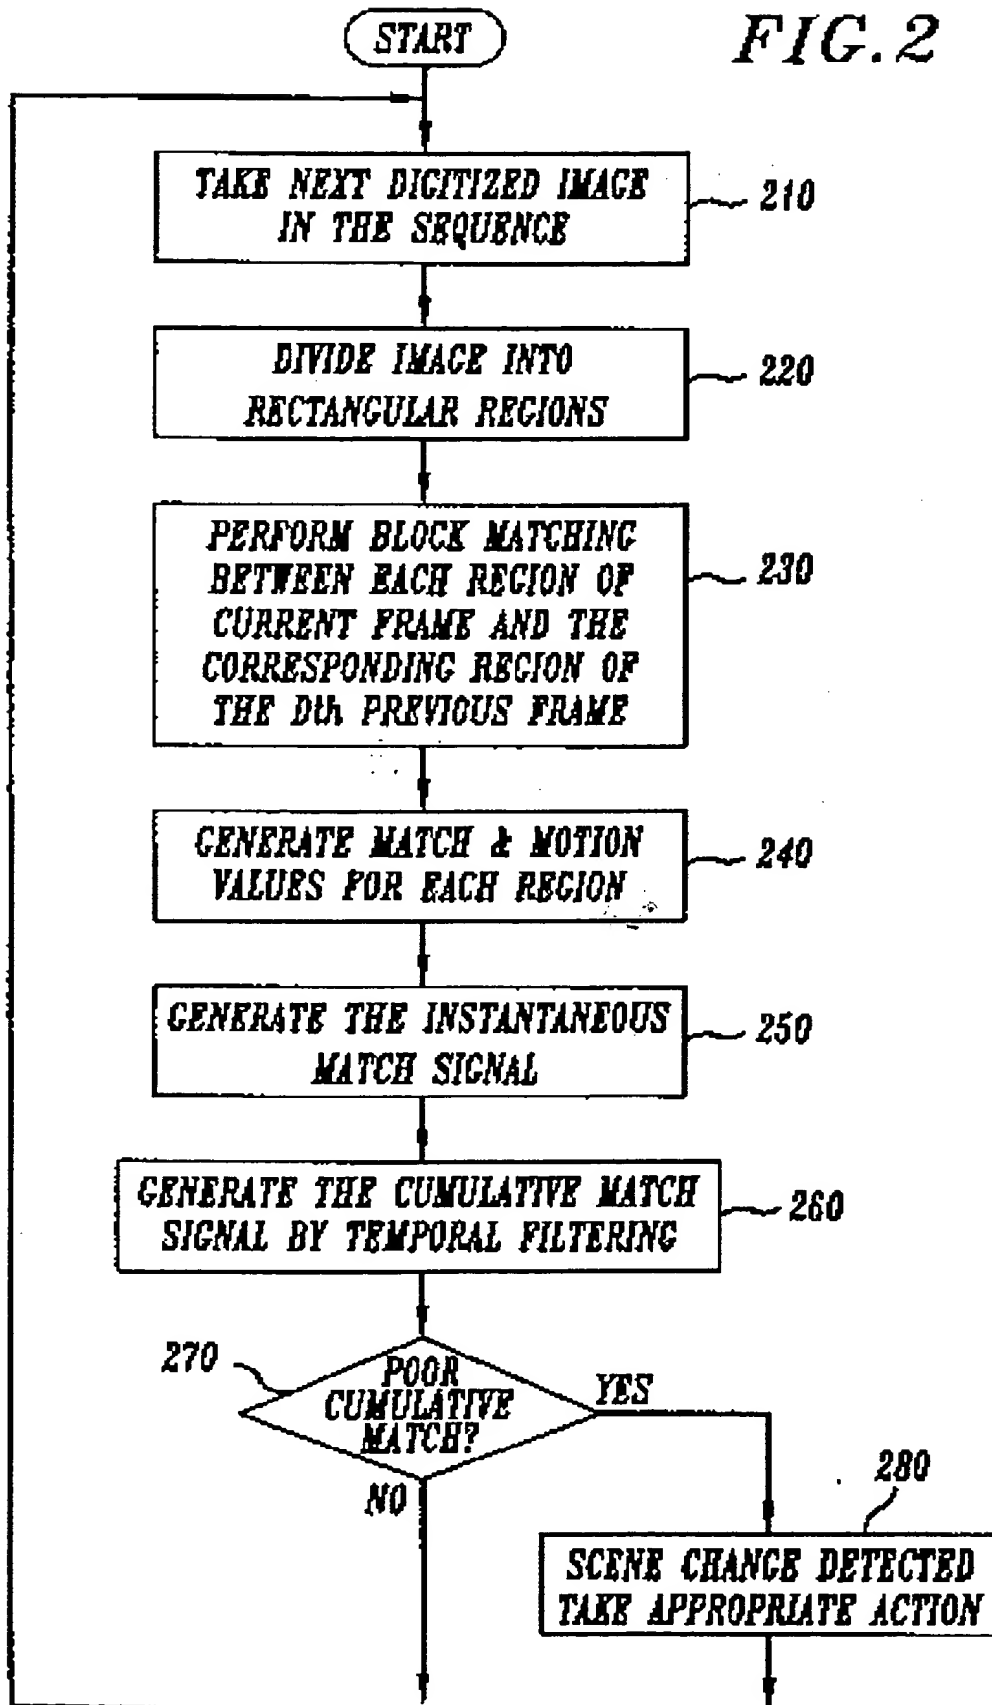 FIG.2
START
TAKE NEXT DIGITIZED IMAGE
IN THE SEQUENCE
210
DIVIDE IMAGE INTO
RECTANGULAR REGIONS
220
PERFORM BLOCK MATCHING
BETWEEN EACH REGION OF
CURRENT FRAME AND THE
CORRESPONDING REGION OF
THE Dth PREVIOUS FRAME
230
GENERATE MATCH & MOTION
VALUES FOR EACH REGION
240
GENERATE THE INSTANTANEOUS
MATCH SIGNAL
250
GENERATE THE CUMULATIVE MATCH
SIGNAL BY TEMPORAL FILTERING
260
270
POOR
CUMULATIVE
MATCH?
YES
NO
280
SCENE CHANGE DETECTED
TAKE APPROPRIATE ACTION